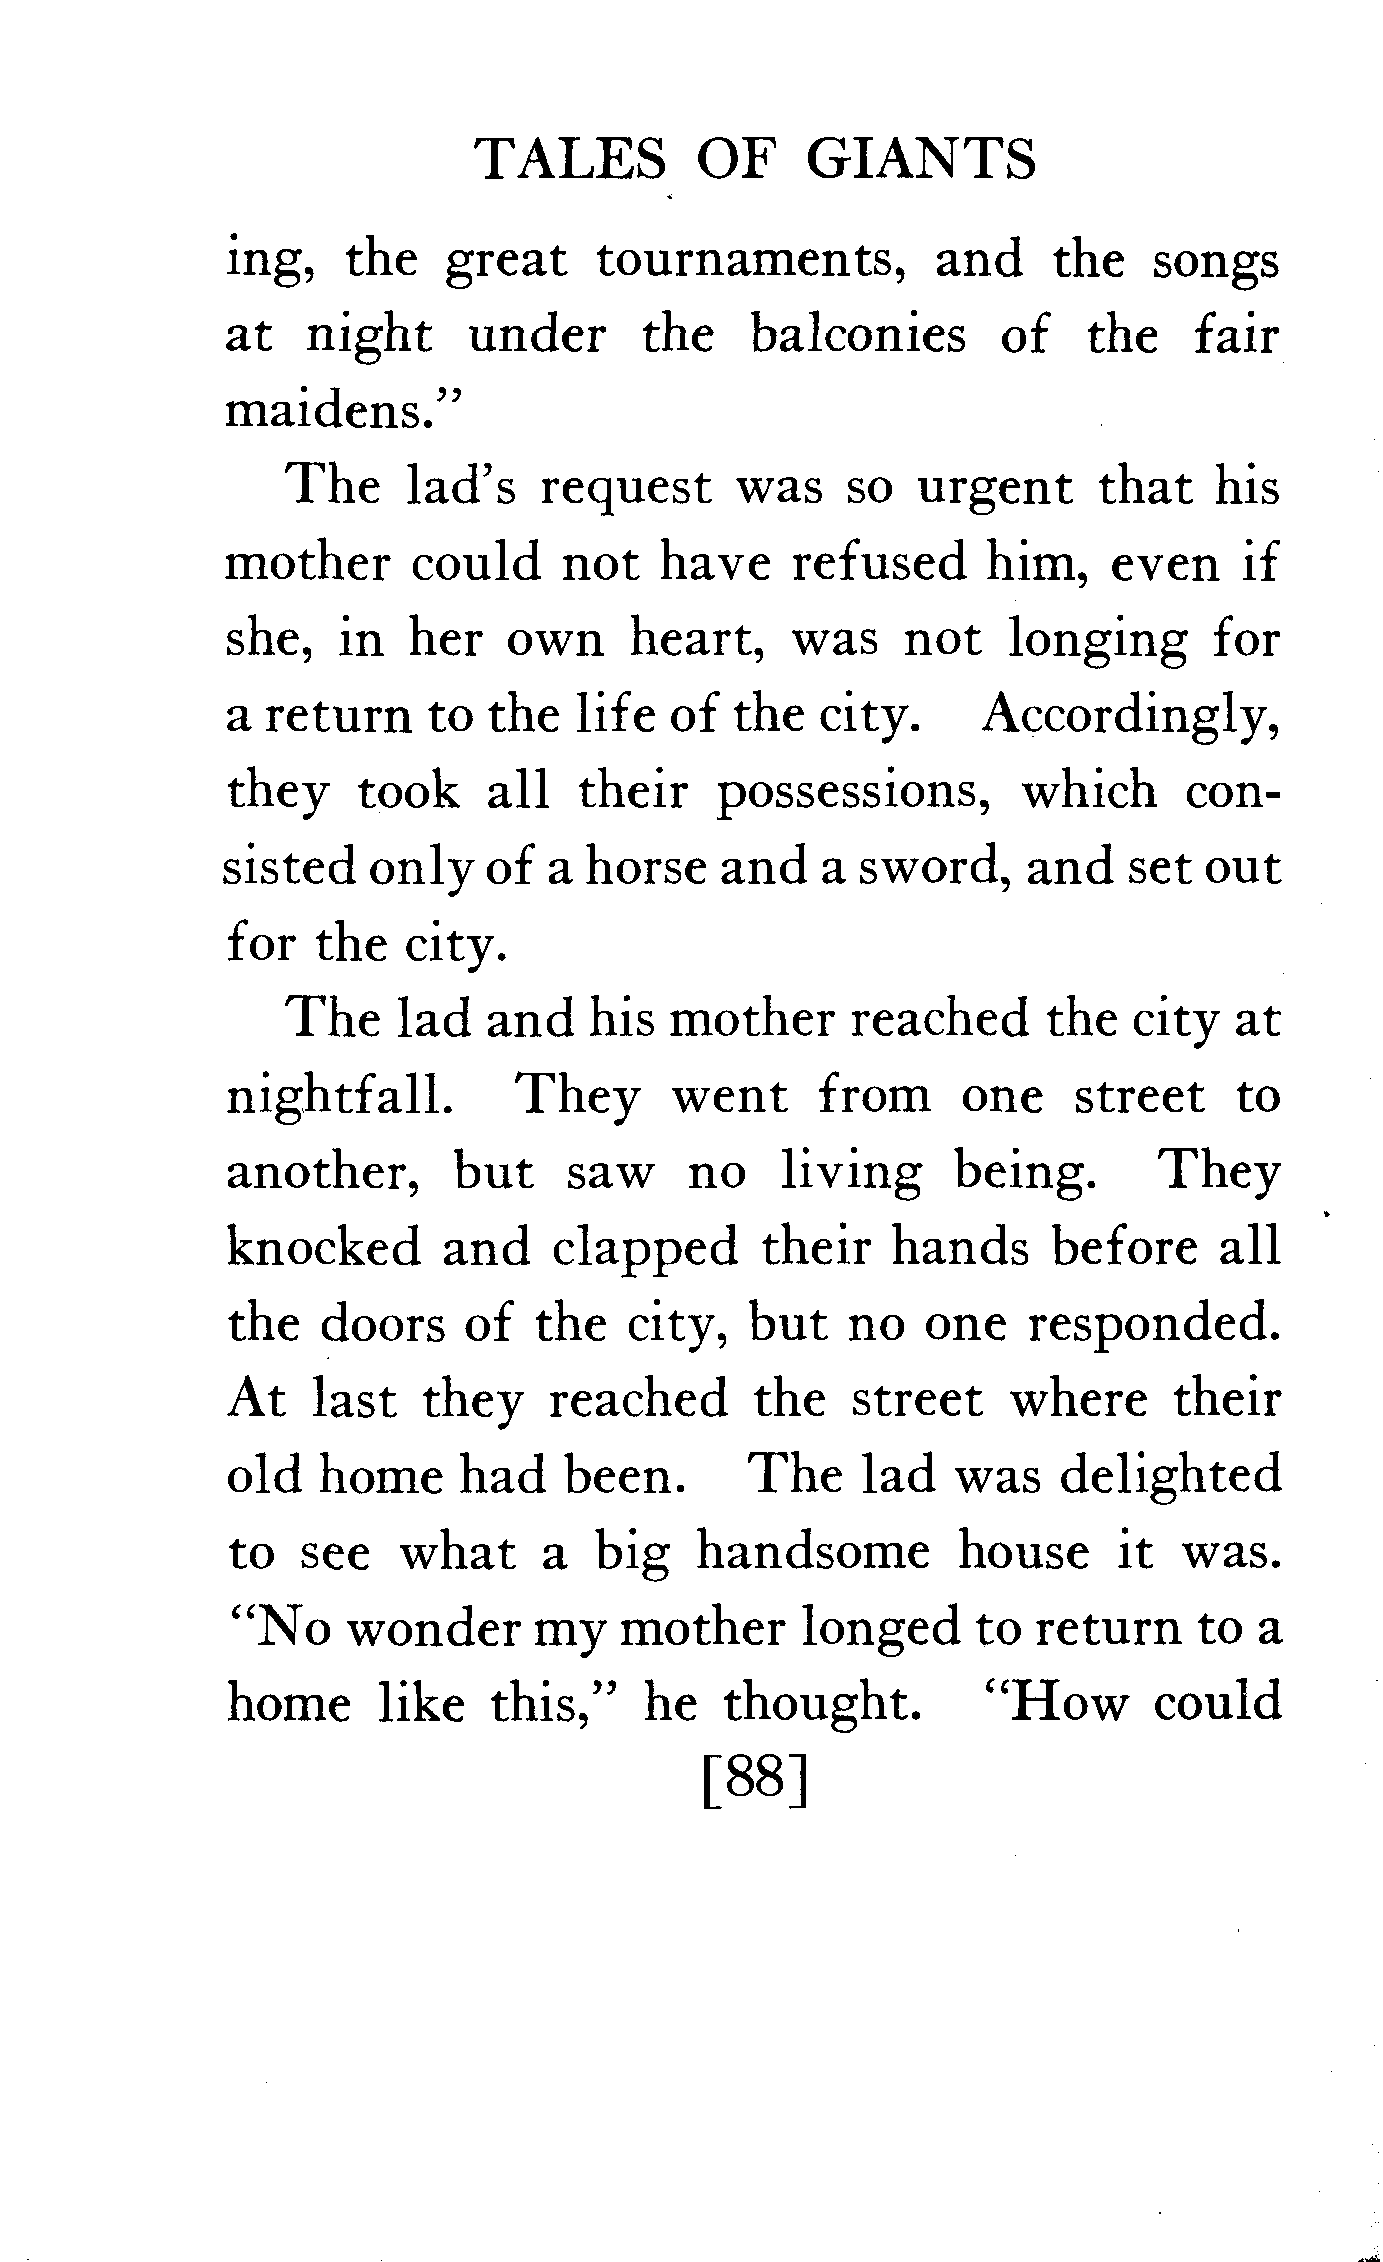 TALES OF GIANTS
ing, the great tournaments, and the songs
at night under the balconies of the fair
maidens.”
The lad’s request was so urgent that his
mother could not have refused him, even if
she, in her own heart, was not longing for
a return to the life of the city. Accordingly,
they took all their possessions, which con-
sisted only of a horse and a sword, and set out
for the city.
The lad and his mother reached the city at
nightfall. They went from one street to
another, but saw no living being. They
knocked and clapped their hands before all
the doors of the city, but no one responded.
At last they reached the street where their
old home had been. The lad was delighted
to see what a big handsome house it was.
“No wonder my mother longed to return to a
home like this,” he thought. “How could
[88]